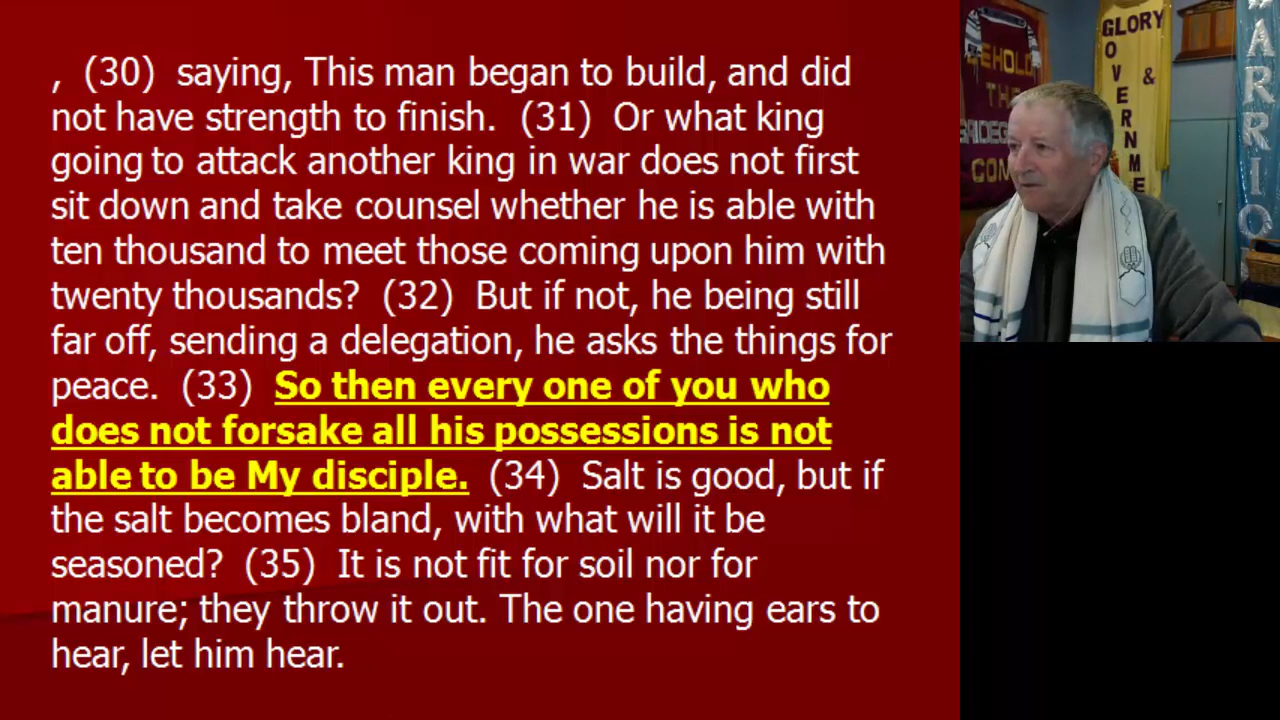 , (30) saying, This man began to build, and did
not have strength to finish. (31) Or what king
going to attack another king in war does not first
sit down and take counsel whether he is able with
ten thousand to meet those coming upon him with
twenty thousands? (32) But if not, he being still
far off, sending a delegation, he asks the things for
peace. (33) So then every one of you who
does not forsake all his possessions is not
able to be My disciple. (34) Salt is good, but if
the salt becomes bland, with what will it be
seasoned? (35) It is not fit for soil nor for
manure; they throw it out. The one having ears to
hear, let him hear.
EHOLD
TH
RIDEG
COM
GLORY
&
OVERNME
ARRIO